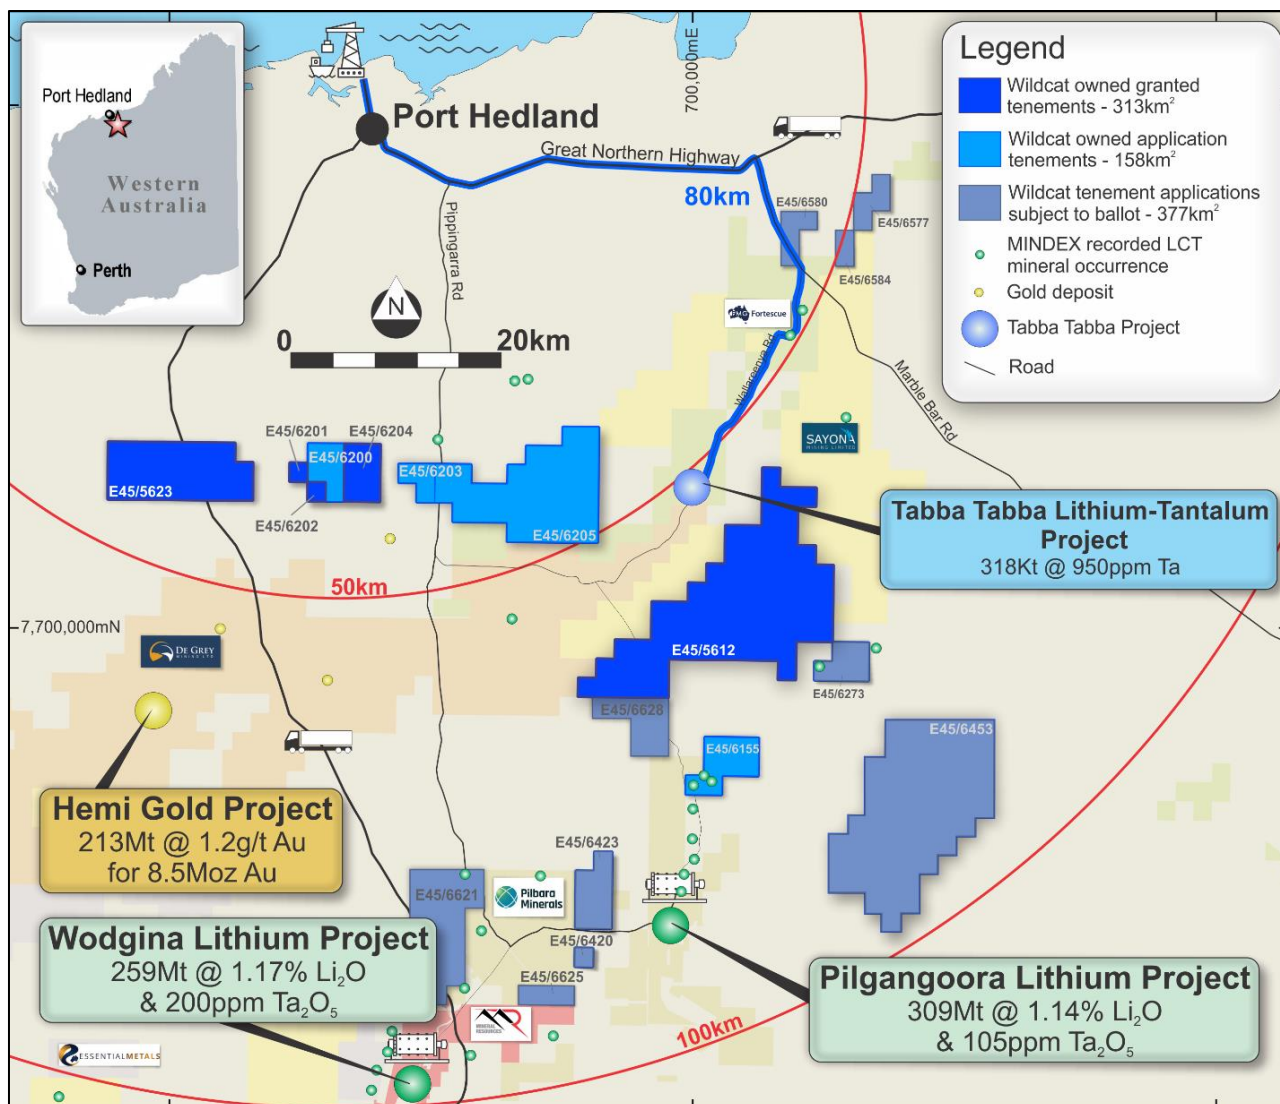 Port Hedland
Western
Australia
Perth
Port Hedland
Great Northern Highway
80km
700,000mE
Pippingarra Rd
N
0
20km
Legend
Wildcat owned granted
tenements - 313km²
Wildcat owned application
tenements - 158km²
Wildcat tenement applications
subject to ballot - 377km²
MINDEX recorded LCT
mineral occurrence
Gold deposit
Tabba Tabba Project
Road
E45/6580
E45/6577
E45/6584
FMG Fortescue
Wallareenya Rd
Marble Bar Rd
SAYONA
MINING LIMITED
E45/5623
E45/6201
E45/6204
E45/6200
E45/6202
E45/6203
E45/6205
Tabba Tabba Lithium-Tantalum
Project
318Kt @ 950ppm Ta
50km
7,700,000mN
DE GREY
MINING LTD
E45/5612
E45/6273
E45/6628
E45/6155
E45/6453
Hemi Gold Project
213Mt @ 1.2g/t Au
for 8.5Moz Au
E45/6423
E45/6621
Pilbara
Minerals
E45/6420
E45/6625
Wodgina Lithium Project
259Mt @ 1.17% Li₂O
& 200ppm Ta₂O₅
Pilgangoora Lithium Project
309Mt @ 1.14% Li₂O
& 105ppm Ta₂O₅
MINERAL
RESOURCES
100km
ESSENTIALMETALS